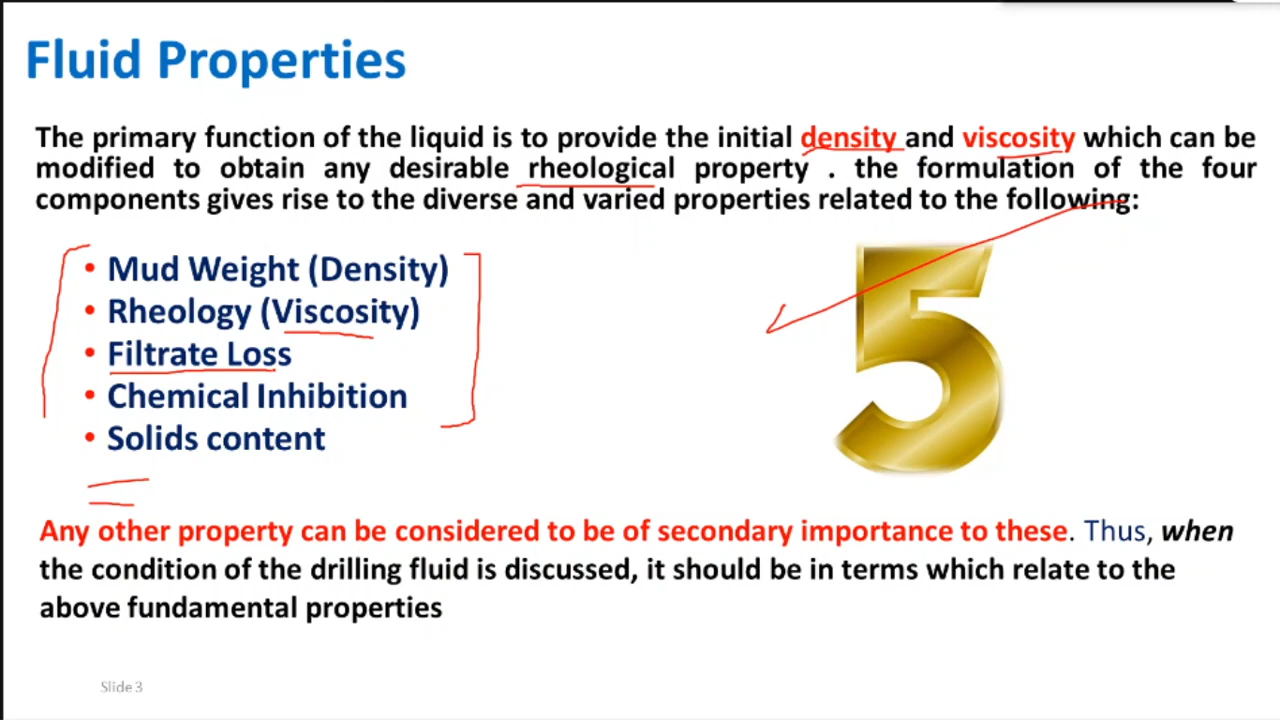 Fluid Properties
The primary function of the liquid is to provide the initial density and viscosity which can be
modified to obtain any desirable rheological property . the formulation of the four
components gives rise to the diverse and varied properties related to the following:
• Mud Weight (Density)
• Rheology (Viscosity)
• Filtrate Loss
• Chemical Inhibition
• Solids content
5
Any other property can be considered to be of secondary importance to these. Thus, when
the condition of the drilling fluid is discussed, it should be in terms which relate to the
above fundamental properties
Slide 3